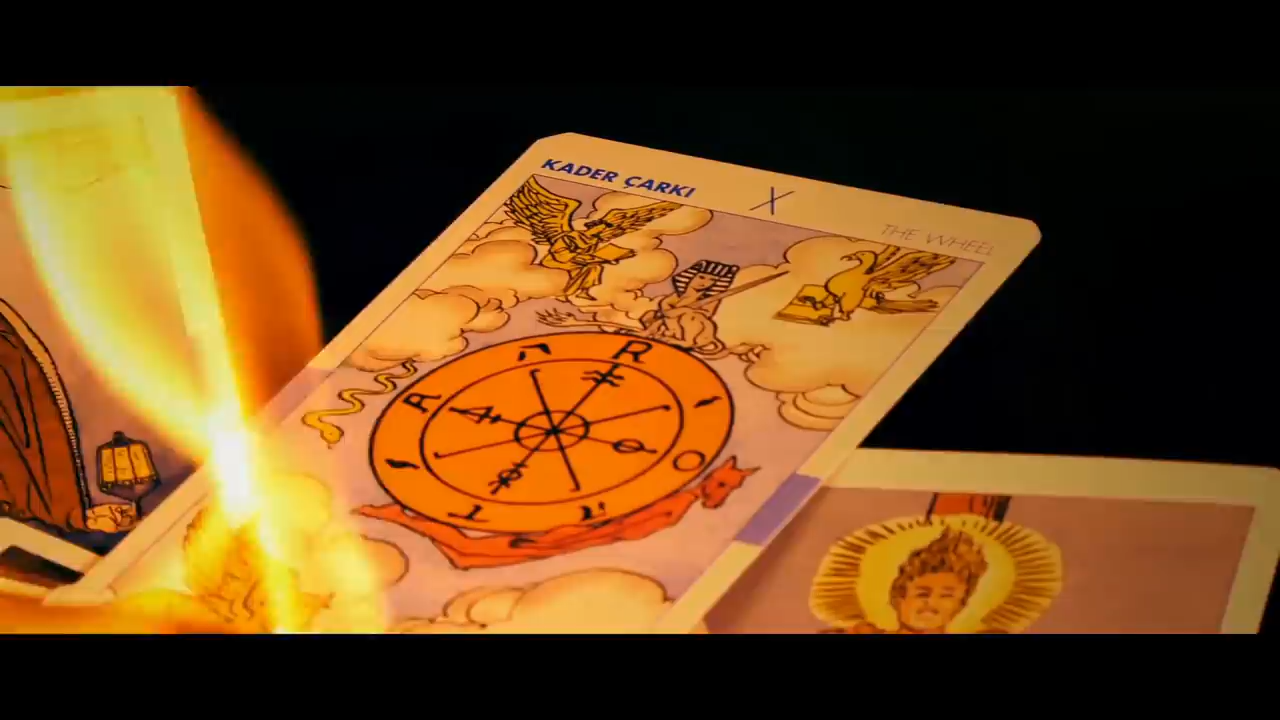 KADER ÇARKI
X
THE WHEEL
R
O
T
A